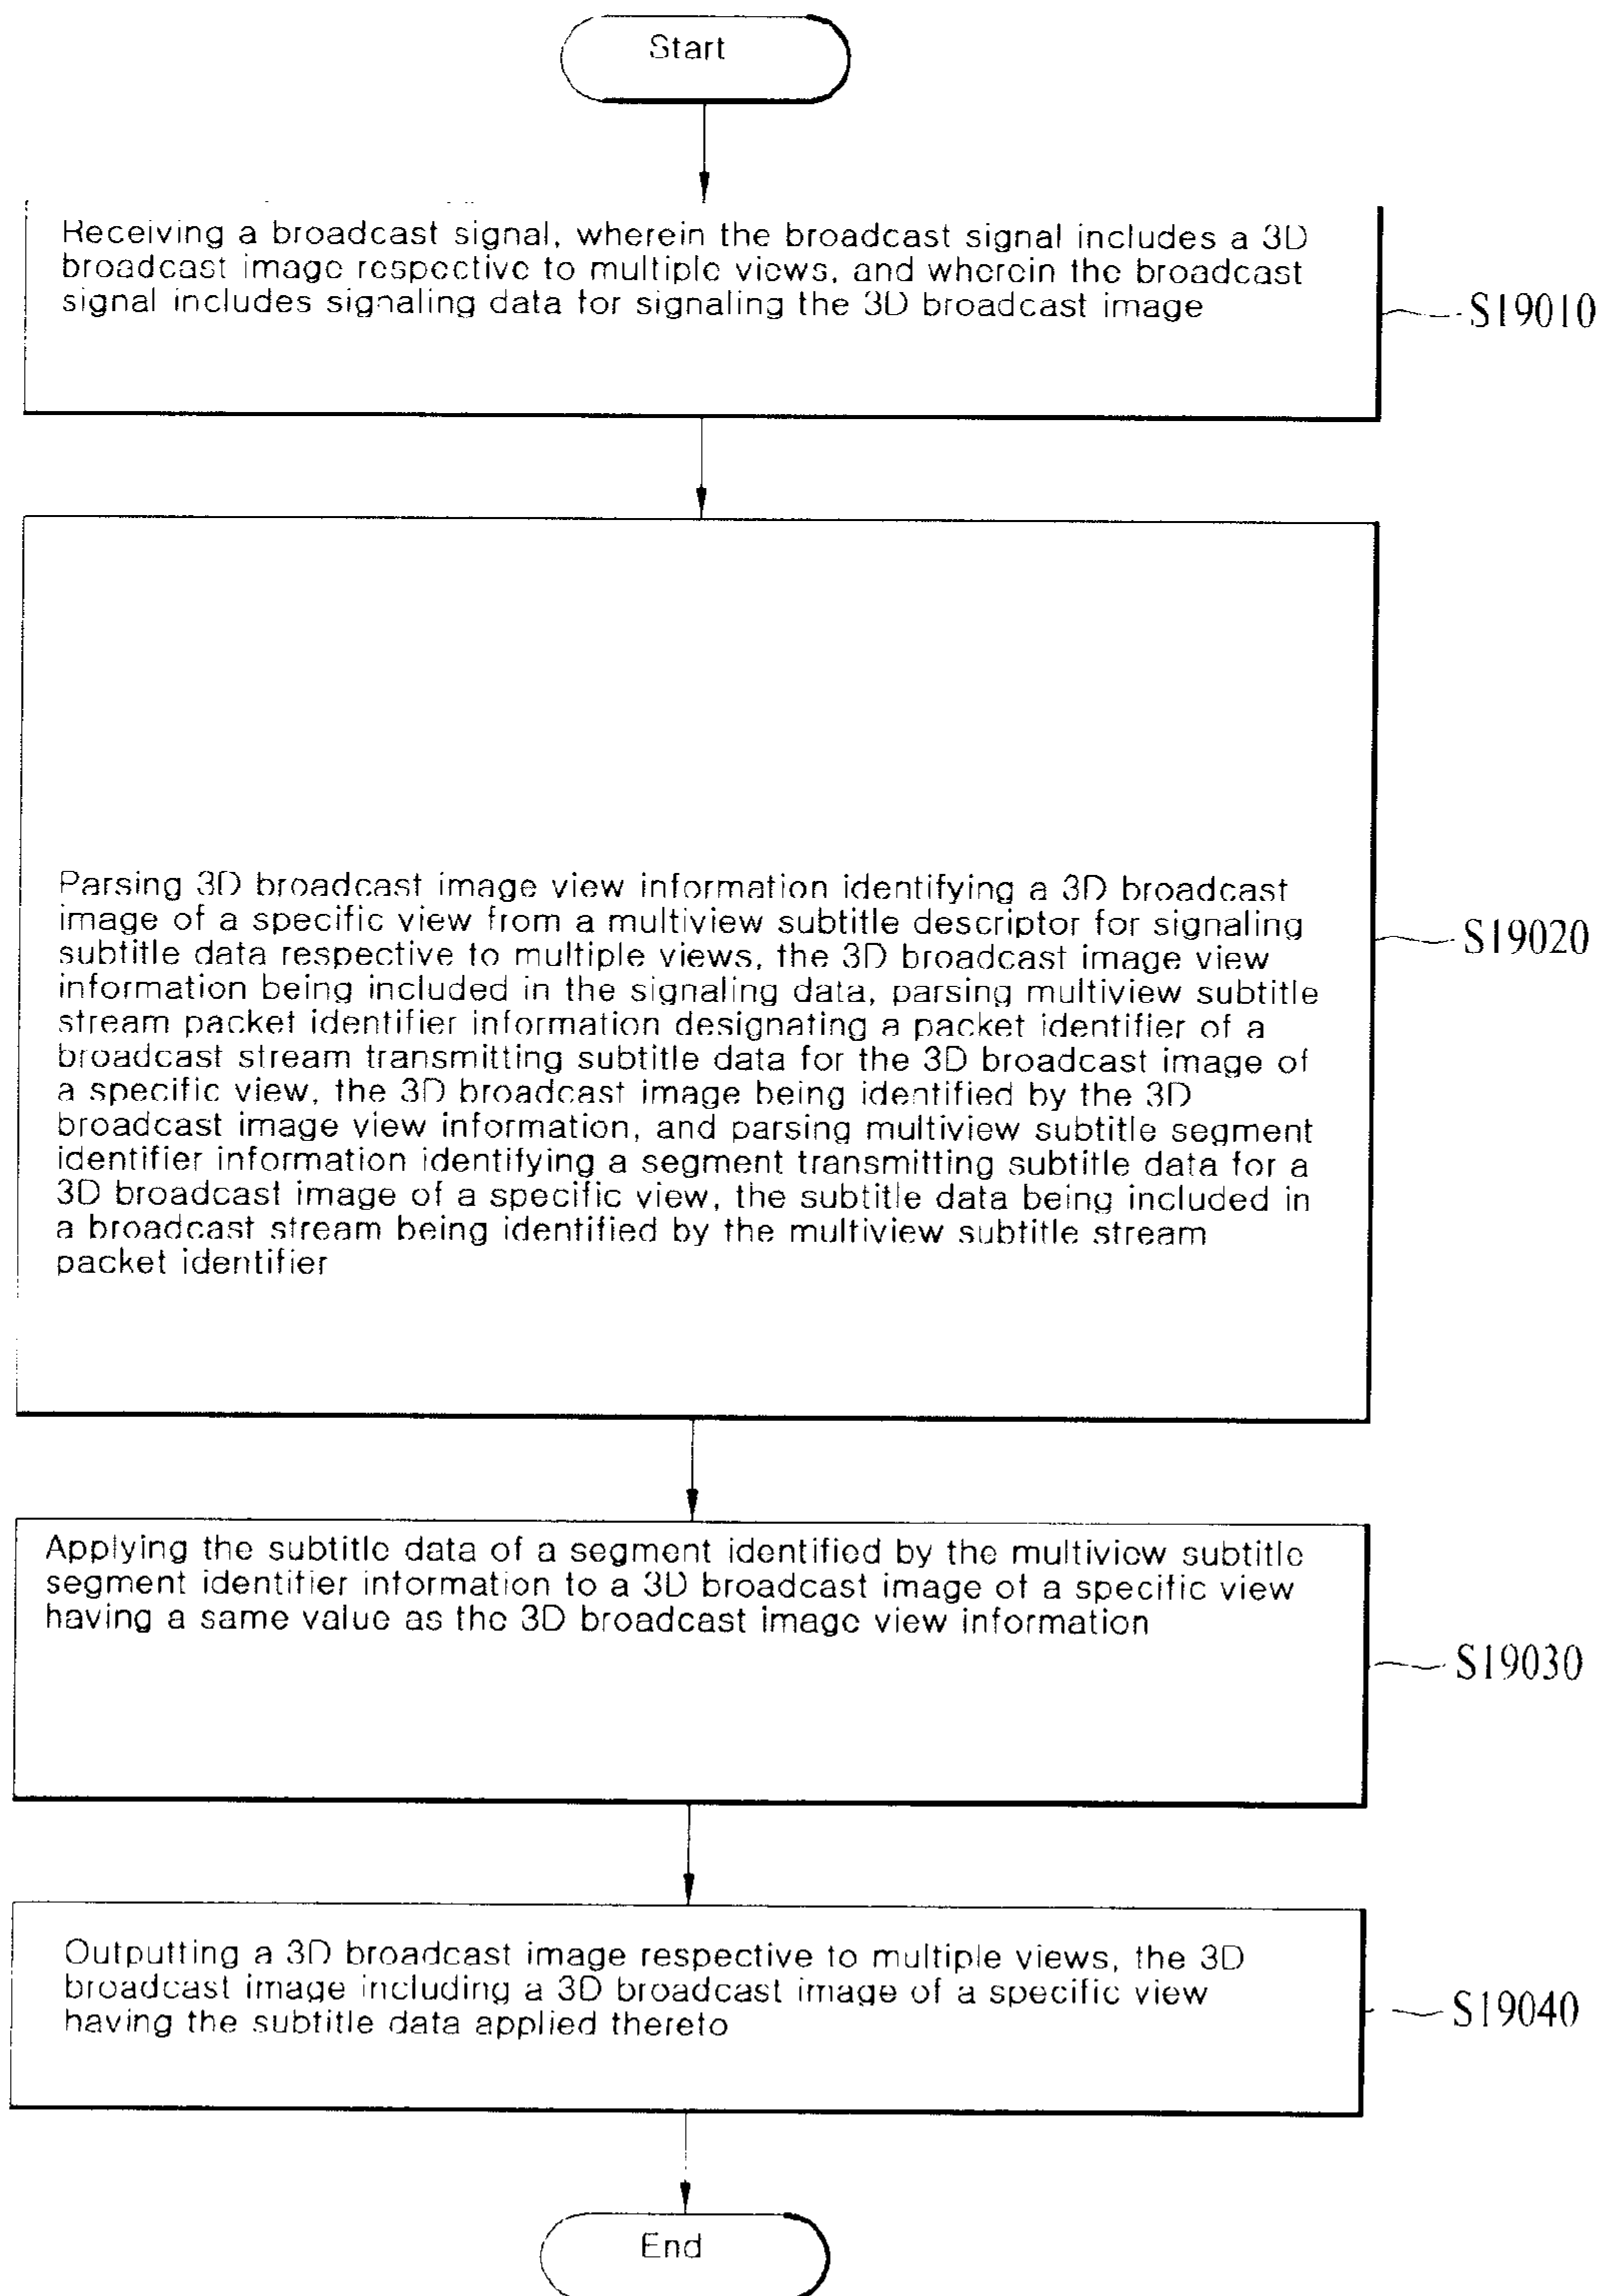 Start
Receiving a broadcast signal, wherein the broadcast signal includes a 3D
broadcast image respective to multiple views, and wherein the broadcast
signal includes signaling data for signaling the 3D broadcast image
S19010
Parsing 3D broadcast image view information identifying a 3D broadcast
image of a specific view from a multiview subtitle descriptor for signaling
subtitle data respective to multiple views, the 3D broadcast image view
information being included in the signaling data, parsing multiview subtitle
stream packet identifier information designating a packet identifier of a
broadcast stream transmitting subtitle data for the 3D broadcast image of
a specific view, the 3D broadcast image being identified by the 3D
broadcast image view information, and parsing multiview subtitle segment
identifier information identifying a segment transmitting subtitle data for a
3D broadcast image of a specific view, the subtitle data being included in
a broadcast stream being identified by the multiview subtitle stream
packet identifier
S19020
Applying the subtitle data of a segment identified by the multiview subtitle
segment identifier information to a 3D broadcast image of a specific view
having a same value as the 3D broadcast image view information
S19030
Outputting a 3D broadcast image respective to multiple views, the 3D
broadcast image including a 3D broadcast image of a specific view
having the subtitle data applied thereto
S19040
End